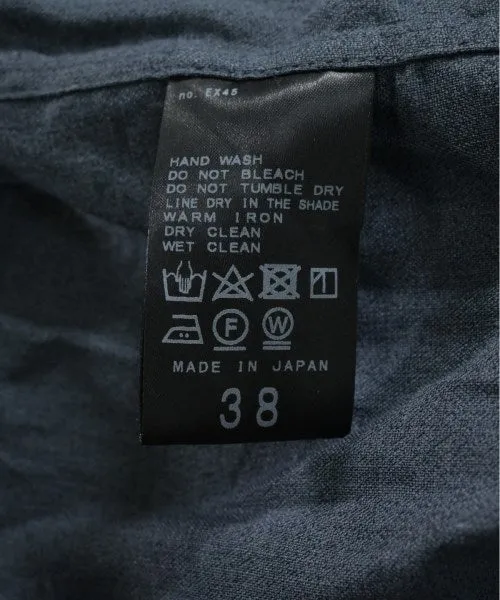 no. EX45
HAND WASH
DO NOT BLEACH
DO NOT TUMBLE DRY
LINE DRY IN THE SHADE
WARM IRON
DRY CLEAN
WET CLEAN
F W
MADE IN JAPAN
38